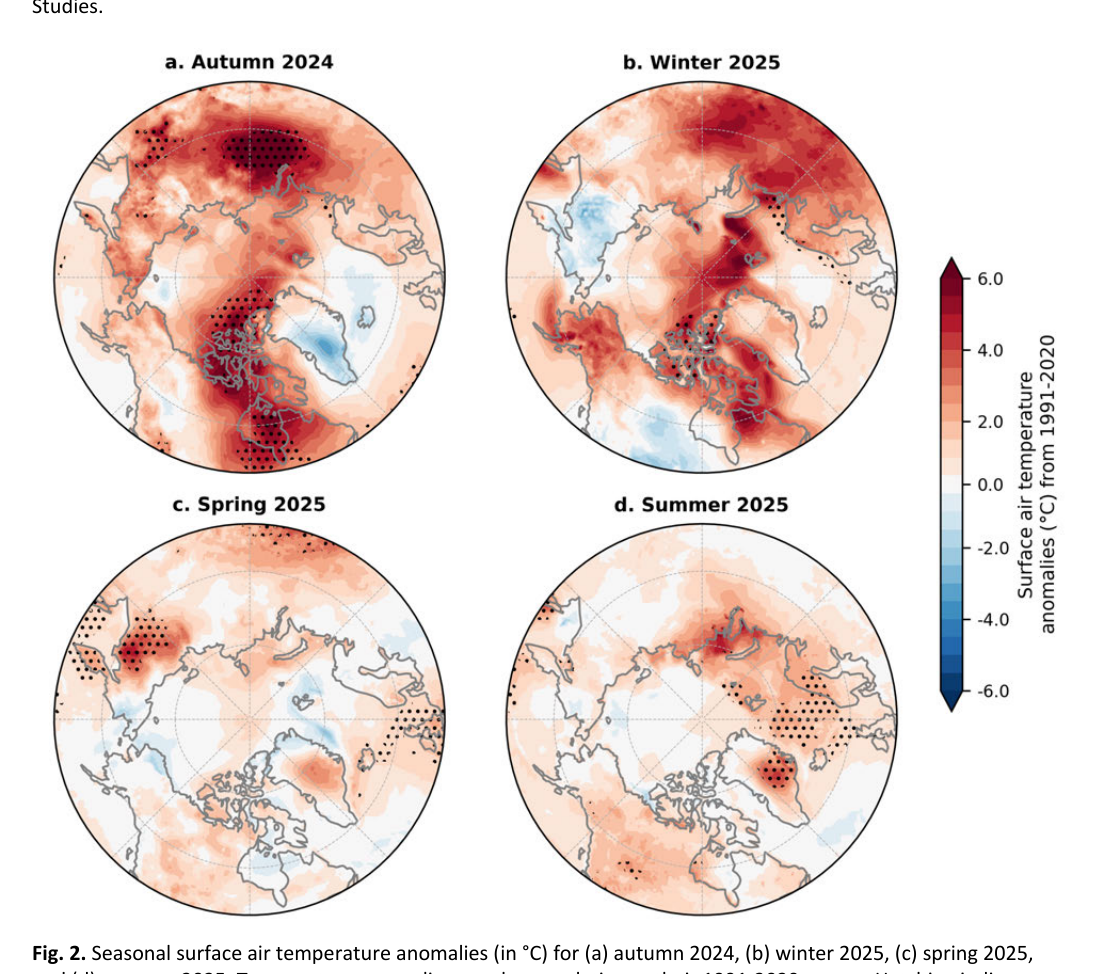 Studies.
a. Autumn 2024
b. Winter 2025
c. Spring 2025
d. Summer 2025
6.0
4.0
2.0
0.0
-2.0
-4.0
-6.0
Surface air temperature
anomalies (°C) from 1991-2020
Fig. 2. Seasonal surface air temperature anomalies (in °C) for (a) autumn 2024, (b) winter 2025, (c) spring 2025,